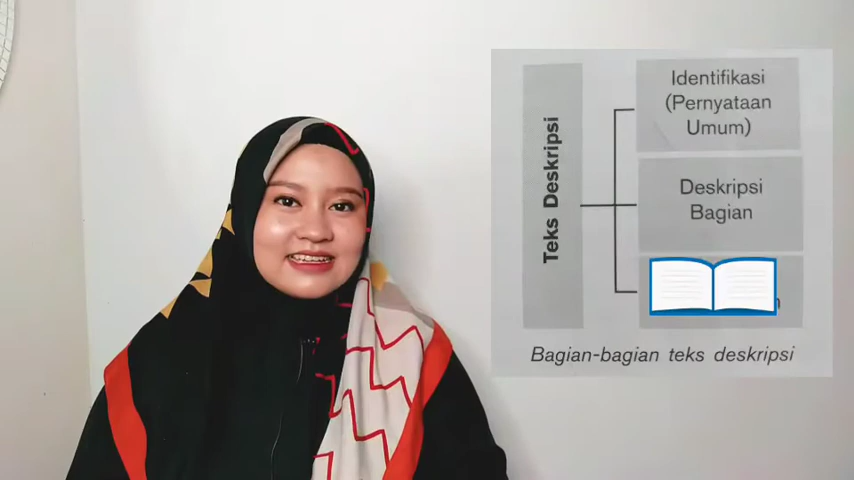 Teks Deskripsi
Identifikasi
(Pernyataan
Umum)
Deskripsi
Bagian
Bagian-bagian teks deskripsi